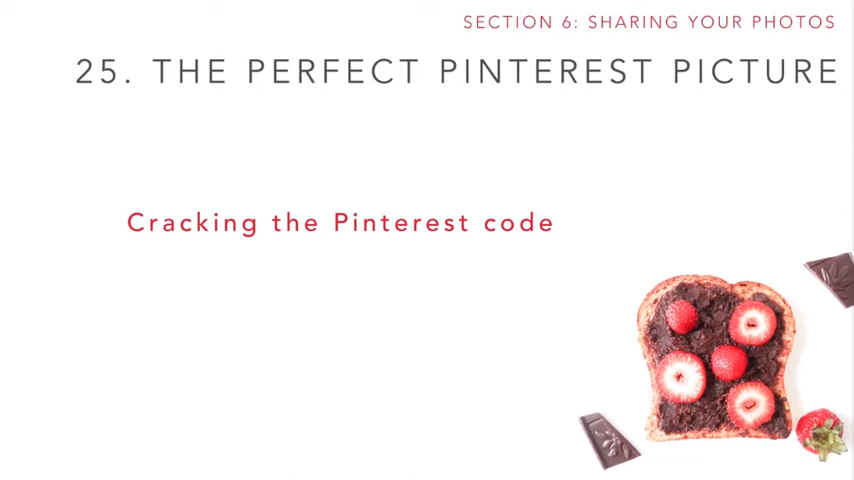 SECTION 6: SHARING YOUR PHOTOS
25. THE PERFECT PINTEREST PICTURE
Cracking the Pinterest code